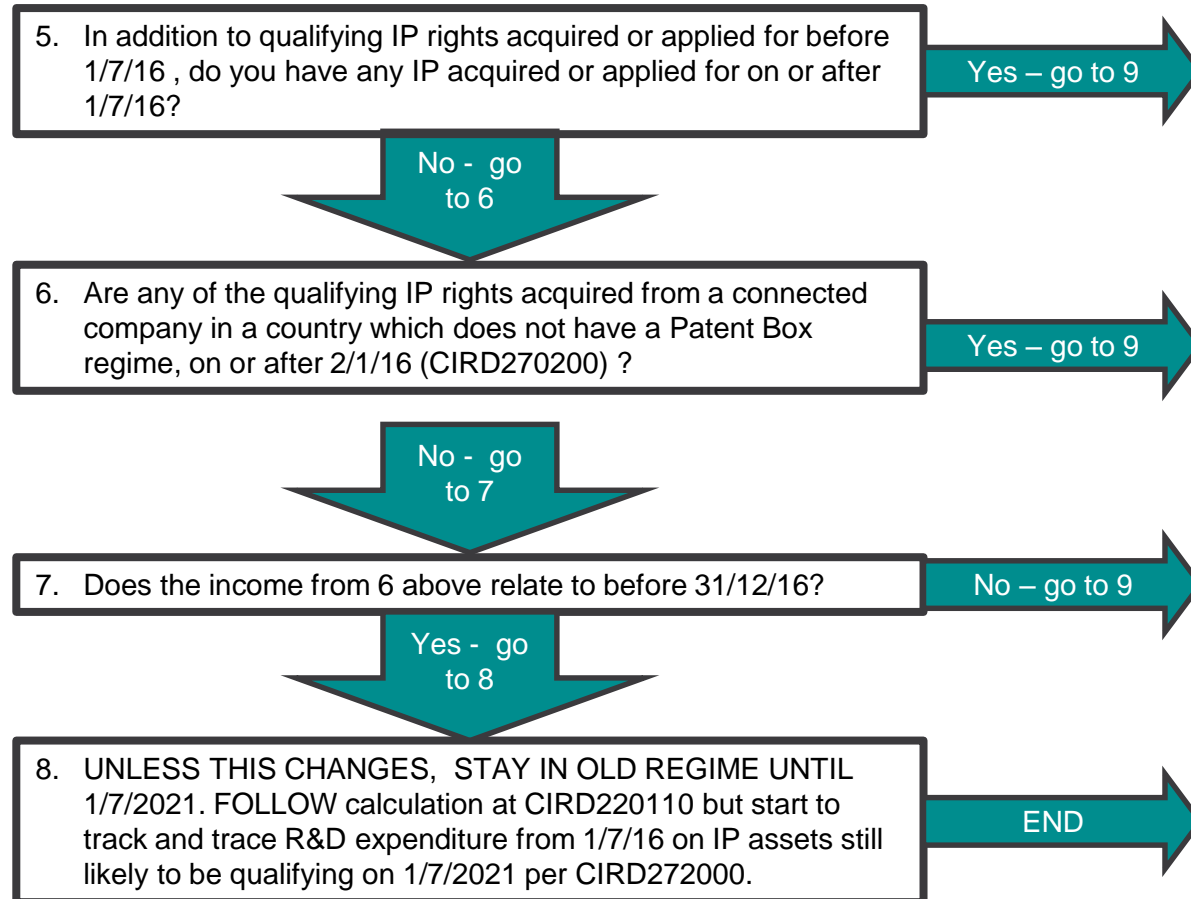 5. In addition to qualifying IP rights acquired or applied for before
1/7/16 , do you have any IP acquired or applied for on or after
1/7/16?
Yes – go to 9
No - go
to 6
6. Are any of the qualifying IP rights acquired from a connected
company in a country which does not have a Patent Box
regime, on or after 2/1/16 (CIRD270200) ?
Yes – go to 9
No - go
to 7
7. Does the income from 6 above relate to before 31/12/16?
No – go to 9
Yes - go
to 8
8. UNLESS THIS CHANGES, STAY IN OLD REGIME UNTIL
1/7/2021. FOLLOW calculation at CIRD220110 but start to
track and trace R&D expenditure from 1/7/16 on IP assets still
likely to be qualifying on 1/7/2021 per CIRD272000.
END